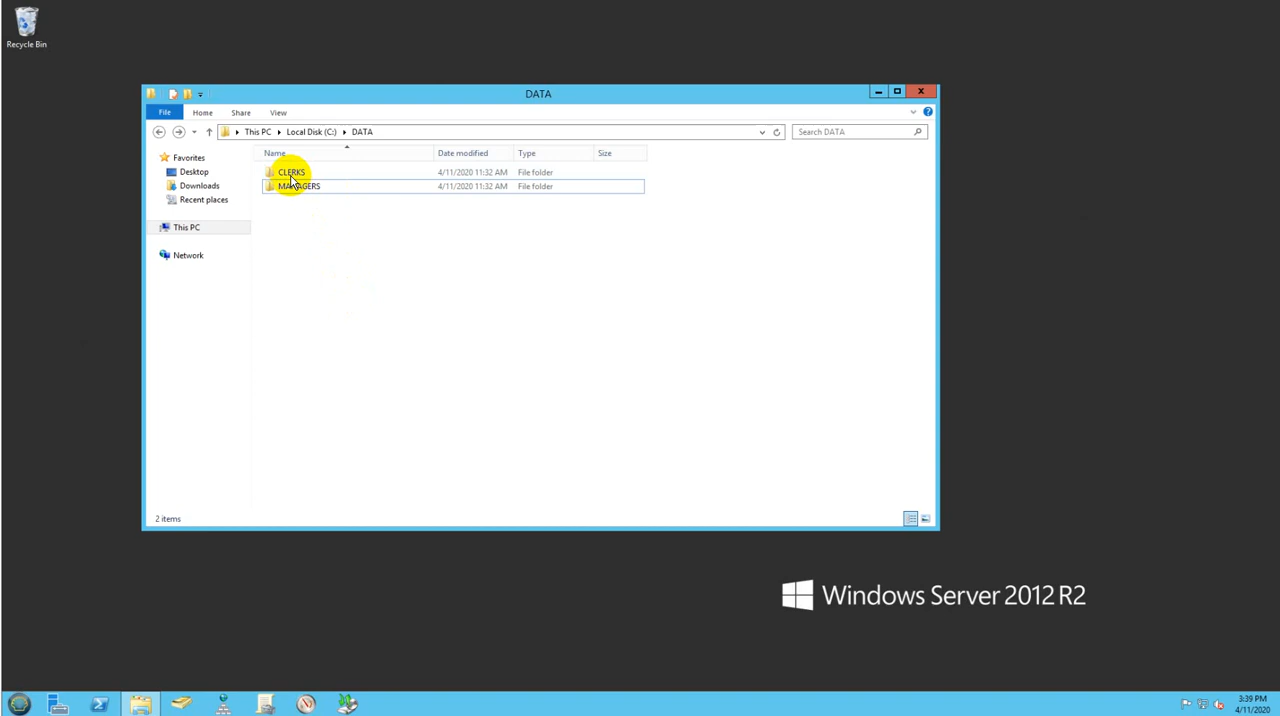 Recycle Bin
DATA
File Home Share View
This PC Local Disk (C:) DATA
Search DATA
Name Date modified Type Size
Favorites
Desktop
Downloads
Recent places
This PC
Network
CLERKS 4/11/2020 11:32 AM File folder
MANAGERS 4/11/2020 11:32 AM File folder
2 items
Windows Server 2012 R2
3:39 PM
4/11/2020